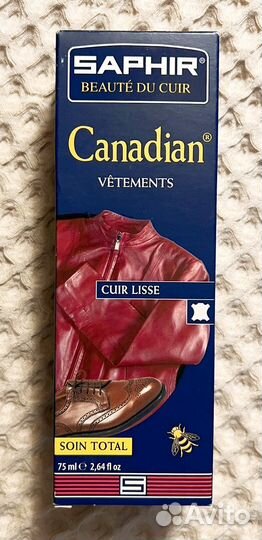 SAPHIR®
BEAUTÉ DU CUIR
Canadian®
VÊTEMENTS
CUIR LISSE
SOIN TOTAL
75 ml ℮ 2,64 fl oz
S
Avito